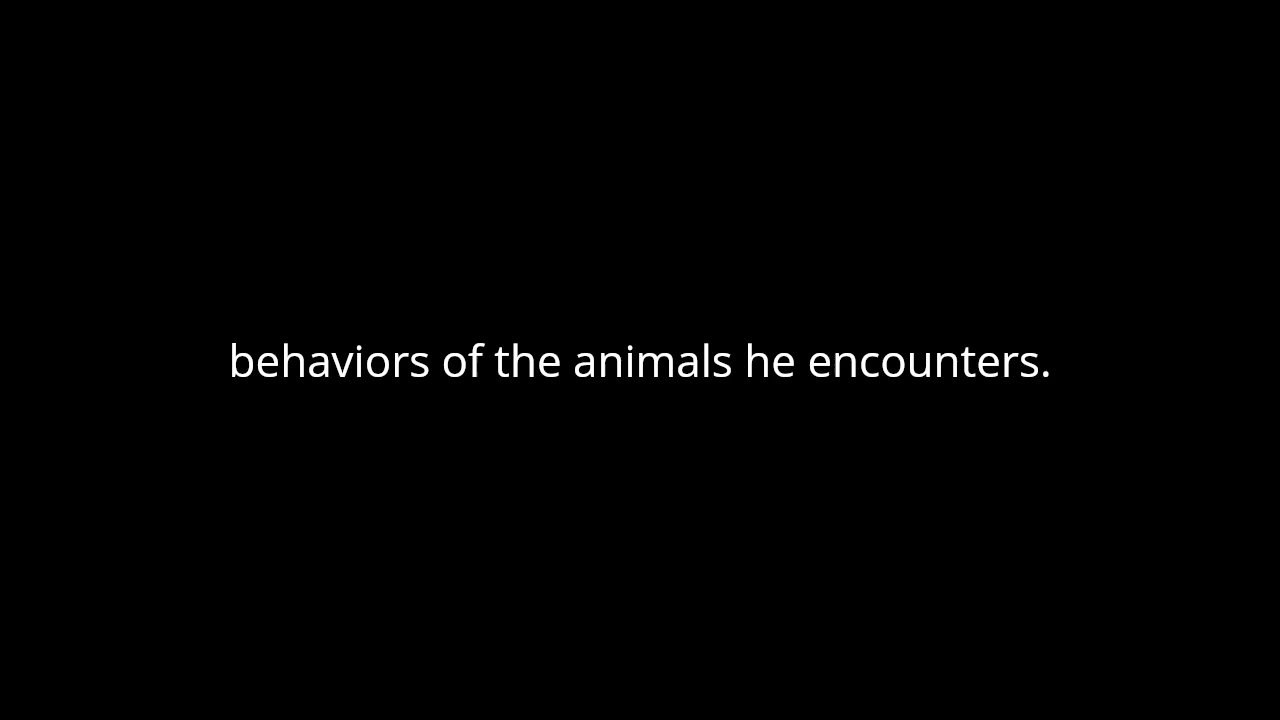 behaviors of the animals he encounters.